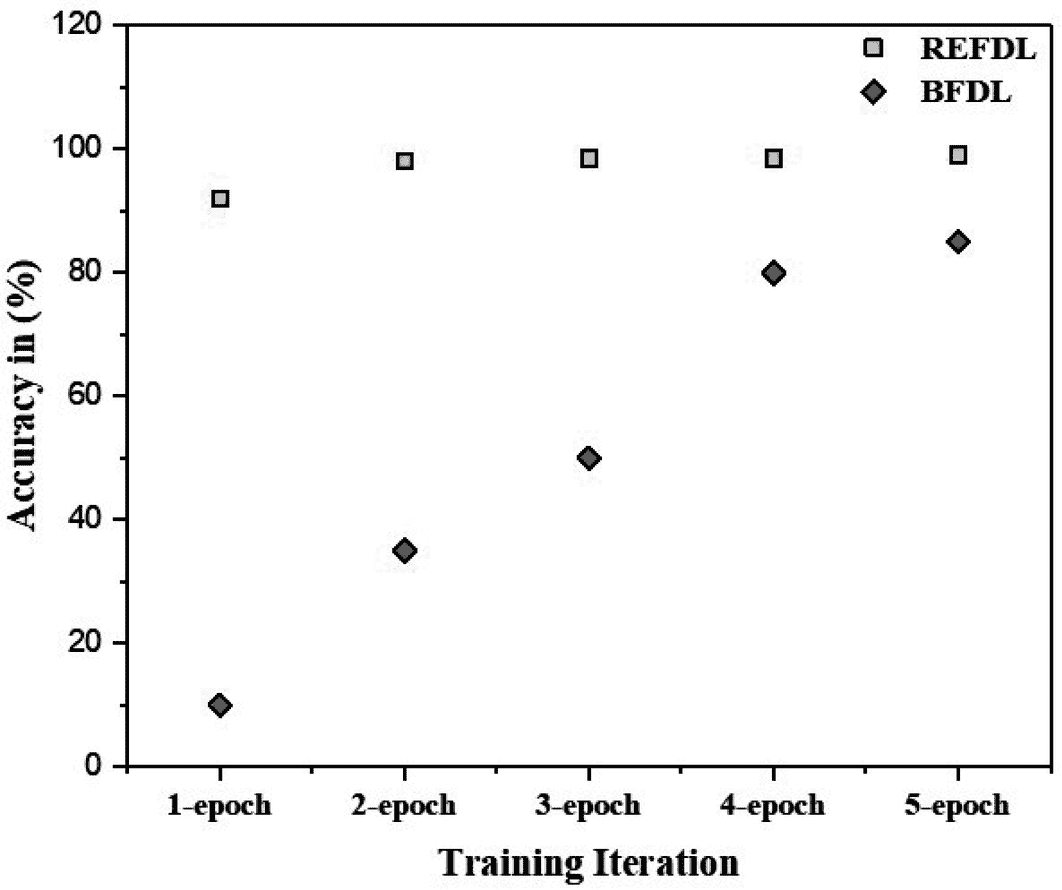 120
100
80
60
40
20
0
Accuracy in (%)
REFDL
BFDL
1-epoch 2-epoch 3-epoch 4-epoch 5-epoch
Training Iteration